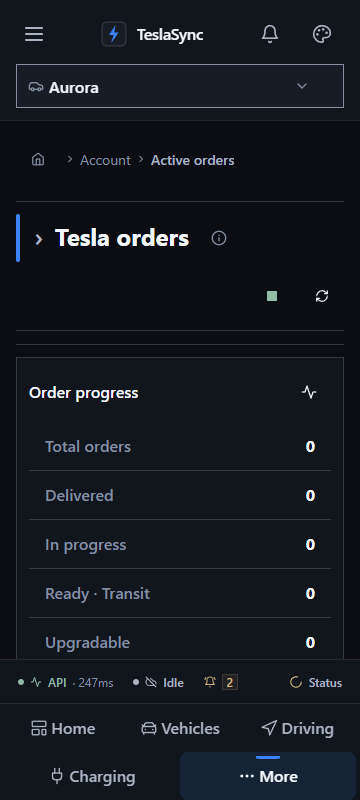 TeslaSync
Aurora
Account
Active orders
Tesla orders
Order progress
Total orders 0
Delivered 0
In progress 0
Ready · Transit 0
Upgradable 0
API · 247ms Idle 2 Status
Home Vehicles Driving
Charging More